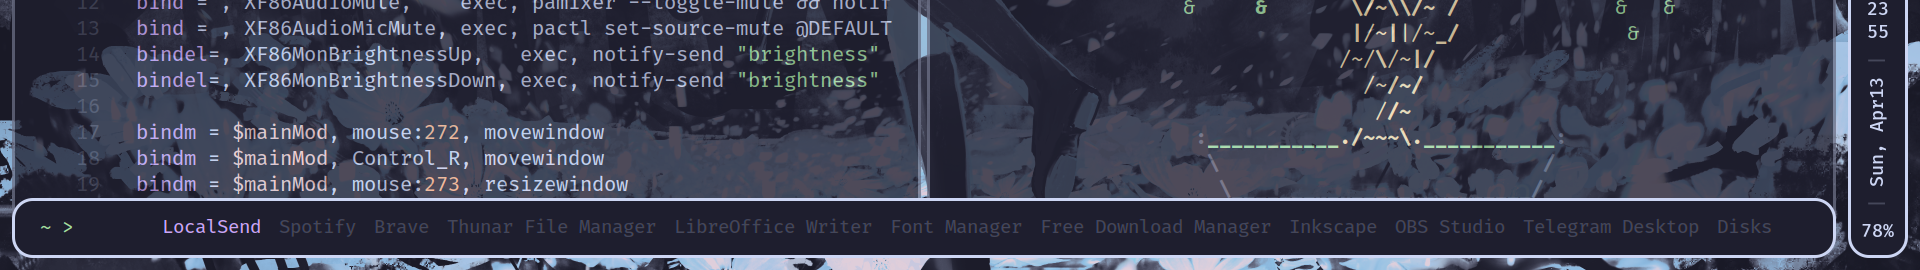 12 bind = , XF86AudioMute, exec, pamixer --toggle-mute && notif
13 bind = , XF86AudioMicMute, exec, pactl set-source-mute @DEFAULT
14 bindel=, XF86MonBrightnessUp, exec, notify-send "brightness"
15 bindel=, XF86MonBrightnessDown, exec, notify-send "brightness"
16
17 bindm = $mainMod, mouse:272, movewindow
18 bindm = $mainMod, Control_R, movewindow
19 bindm = $mainMod, mouse:273, resizewindow
& & \/~\\/~ / & &
|/~||/~_/ &
/~/\/~|/
/~/~/
//~
:___________./~~~\.___________:
\ /
~ > LocalSend Spotify Brave Thunar File Manager LibreOffice Writer Font Manager Free Download Manager Inkscape OBS Studio Telegram Desktop Disks
23
55
|
Sun, Apr13
|
78%